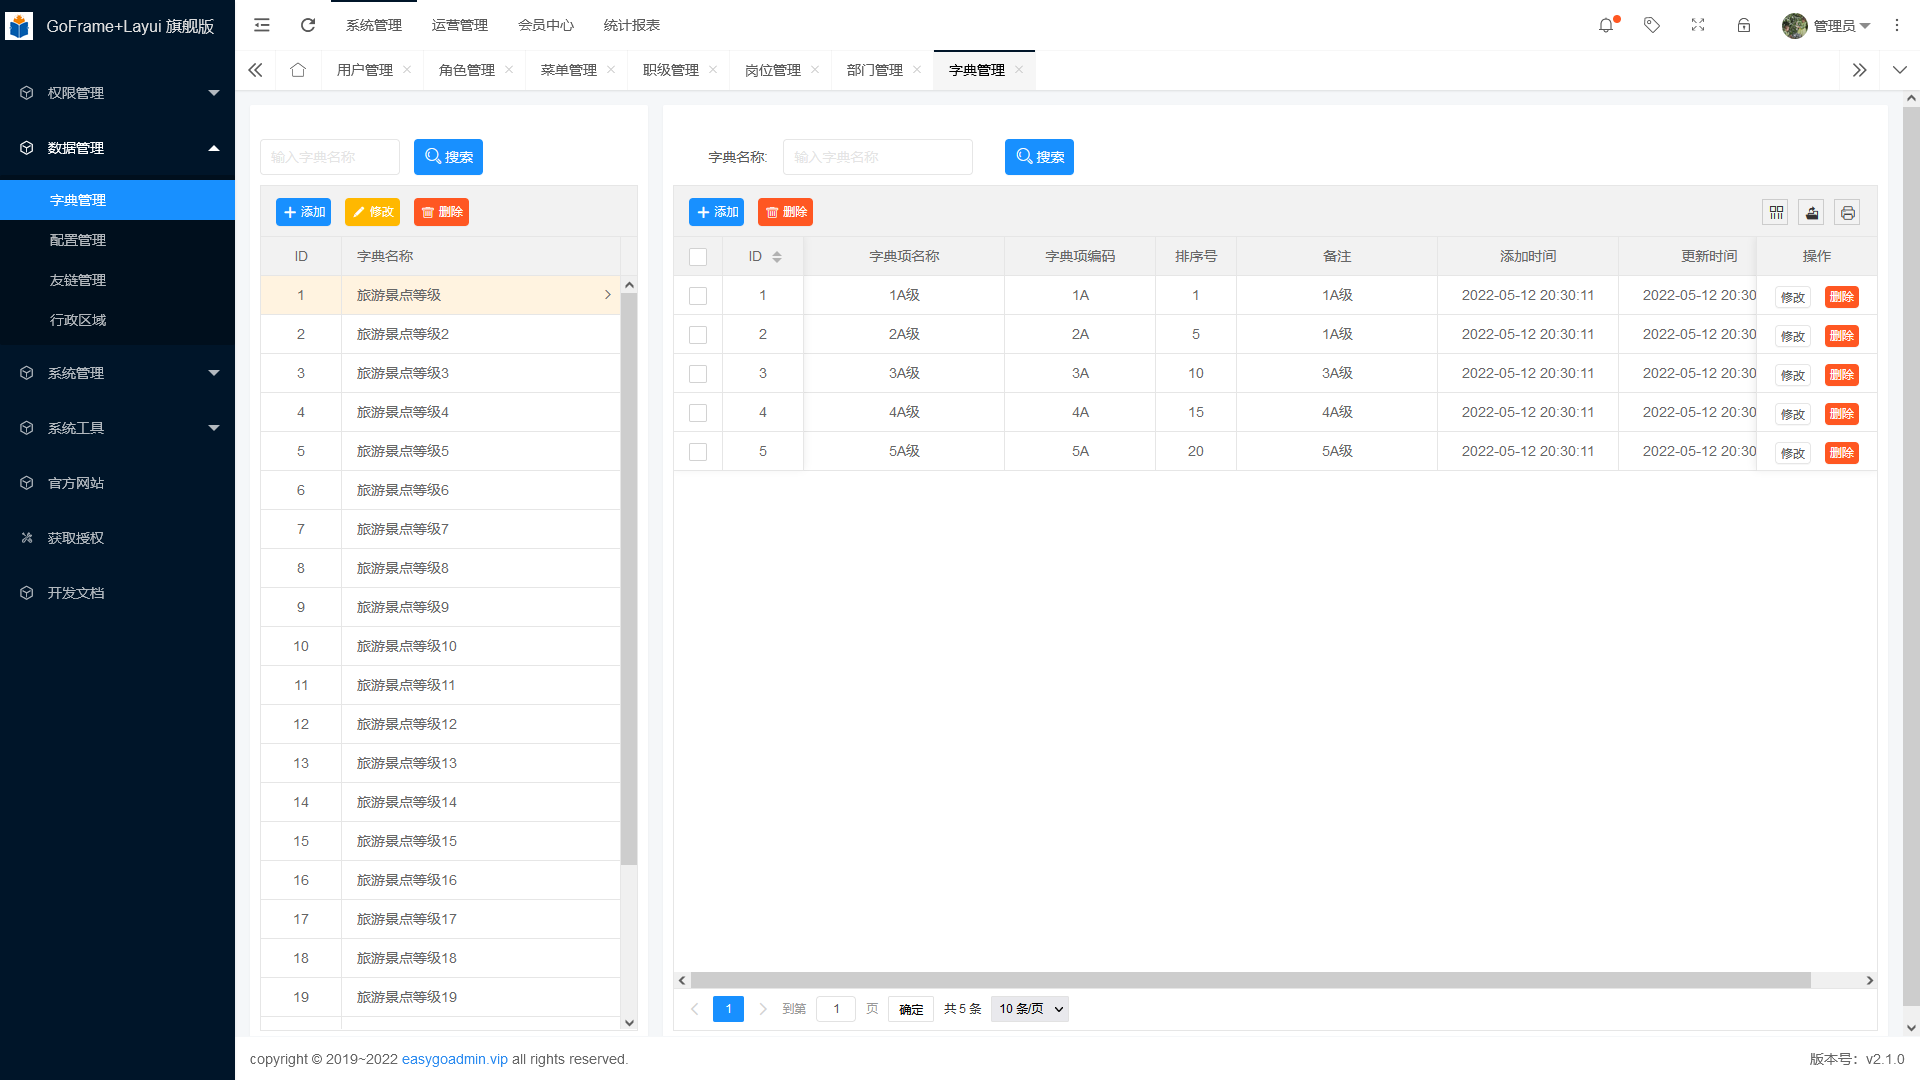 GoFrame+Layui 旗舰版
系统管理 运营管理 会员中心 统计报表 管理员
用户管理 角色管理 菜单管理 职级管理 岗位管理 部门管理 字典管理
权限管理
数据管理
字典管理
配置管理
友链管理
行政区域
系统管理
系统工具
官方网站
获取授权
开发文档
输入字典名称 搜索
添加 修改 删除
ID 字典名称
1 旅游景点等级
2 旅游景点等级2
3 旅游景点等级3
4 旅游景点等级4
5 旅游景点等级5
6 旅游景点等级6
7 旅游景点等级7
8 旅游景点等级8
9 旅游景点等级9
10 旅游景点等级10
11 旅游景点等级11
12 旅游景点等级12
13 旅游景点等级13
14 旅游景点等级14
15 旅游景点等级15
16 旅游景点等级16
17 旅游景点等级17
18 旅游景点等级18
19 旅游景点等级19
字典名称: 输入字典名称 搜索
添加 删除
ID 字典项名称 字典项编码 排序号 备注 添加时间 更新时间 操作
1 1A级 1A 1 1A级 2022-05-12 20:30:11 2022-05-12 20:30 修改 删除
2 2A级 2A 5 1A级 2022-05-12 20:30:11 2022-05-12 20:30 修改 删除
3 3A级 3A 10 3A级 2022-05-12 20:30:11 2022-05-12 20:30 修改 删除
4 4A级 4A 15 4A级 2022-05-12 20:30:11 2022-05-12 20:30 修改 删除
5 5A级 5A 20 5A级 2022-05-12 20:30:11 2022-05-12 20:30 修改 删除
1 到第 1 页 确定 共 5 条 10 条/页
copyright © 2019~2022 easygoadmin.vip all rights reserved.
版本号：v2.1.0